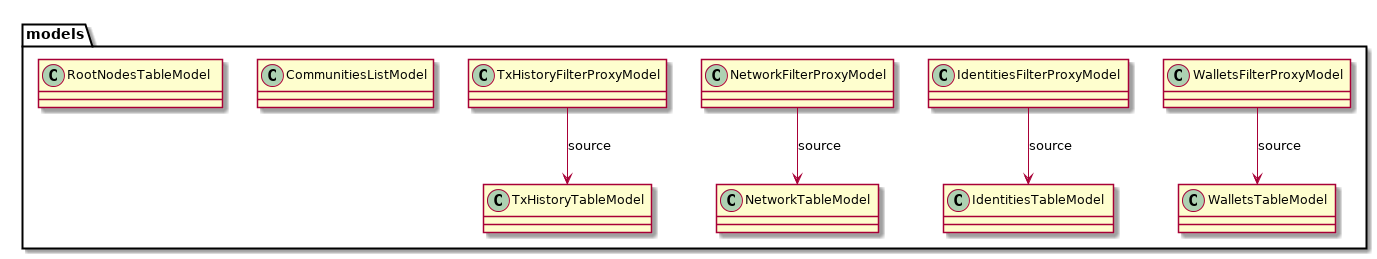 models
C RootNodesTableModel
C CommunitiesListModel
C TxHistoryFilterProxyModel
C NetworkFilterProxyModel
C IdentitiesFilterProxyModel
C WalletsFilterProxyModel
source
source
source
source
C TxHistoryTableModel
C NetworkTableModel
C IdentitiesTableModel
C WalletsTableModel